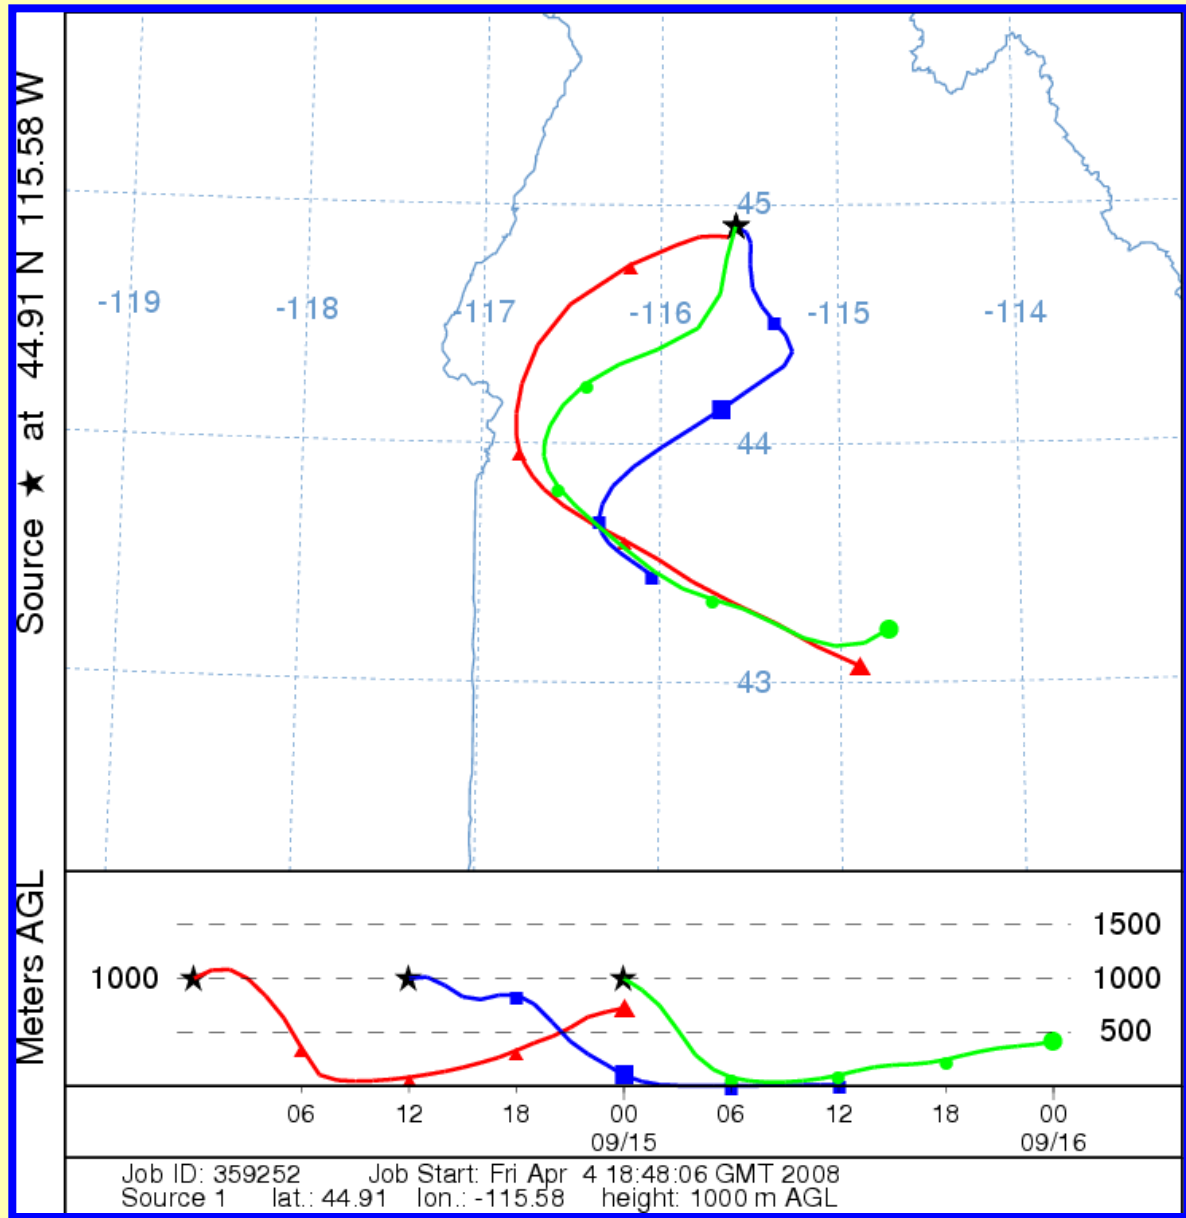 Source ★ at 44.91 N 115.58 W
45
-119 -118 -117 -116 -115 -114
44
43
Meters AGL
1500
1000 1000
500
06 12 18 00 06 12 18 00
09/15 09/16
Job ID: 359252 Job Start: Fri Apr 4 18:48:06 GMT 2008
Source 1 lat.: 44.91 lon.: -115.58 height: 1000 m AGL